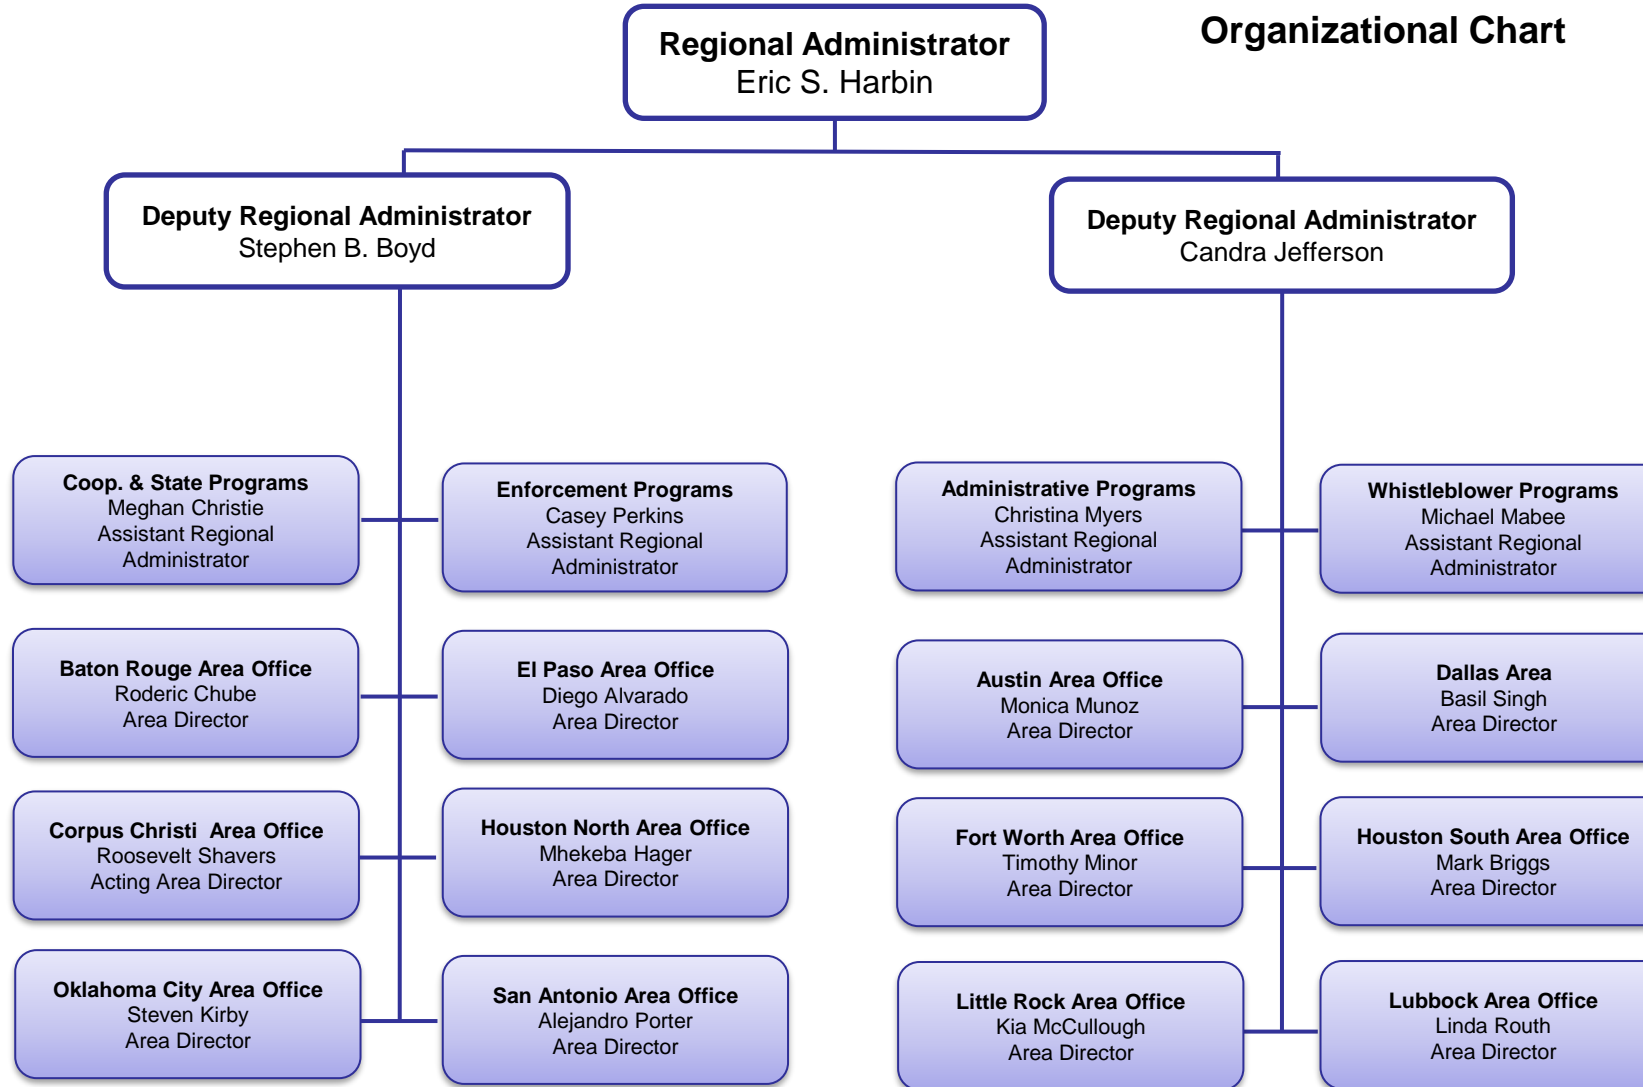 Organizational Chart
Regional Administrator
Eric S. Harbin
Deputy Regional Administrator
Stephen B. Boyd
Deputy Regional Administrator
Candra Jefferson
Coop. & State Programs
Meghan Christie
Assistant Regional
Administrator
Enforcement Programs
Casey Perkins
Assistant Regional
Administrator
Administrative Programs
Christina Myers
Assistant Regional
Administrator
Whistleblower Programs
Michael Mabee
Assistant Regional
Administrator
Baton Rouge Area Office
Roderic Chube
Area Director
El Paso Area Office
Diego Alvarado
Area Director
Austin Area Office
Monica Munoz
Area Director
Dallas Area
Basil Singh
Area Director
Corpus Christi  Area Office
Roosevelt Shavers
Acting Area Director
Houston North Area Office
Mhekeba Hager
Area Director
Fort Worth Area Office
Timothy Minor
Area Director
Houston South Area Office
Mark Briggs
Area Director
Oklahoma City Area Office
Steven Kirby
Area Director
San Antonio Area Office
Alejandro Porter
Area Director
Little Rock Area Office
Kia McCullough
Area Director
Lubbock Area Office
Linda Routh
Area Director